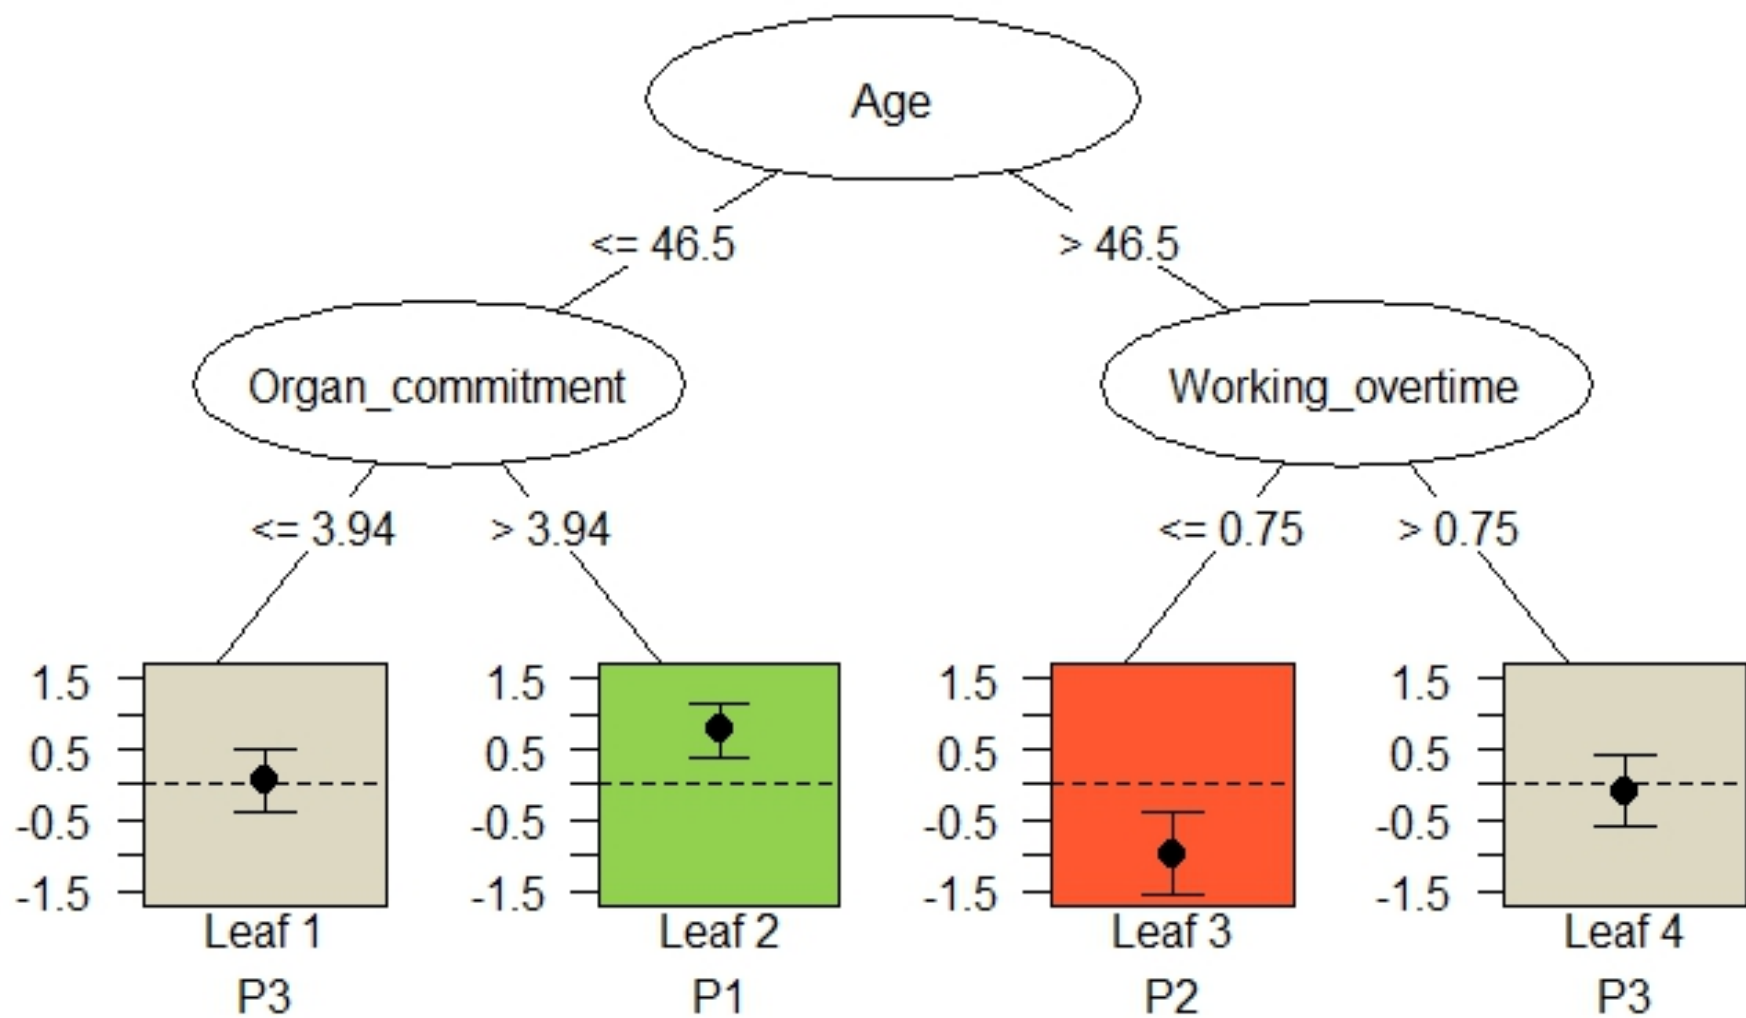 Age
<= 46.5 > 46.5
Organ_commitment Working_overtime
<= 3.94 > 3.94 <= 0.75 > 0.75
1.5 1.5 1.5 1.5
0.5 0.5 0.5 0.5
-0.5 -0.5 -0.5 -0.5
-1.5 -1.5 -1.5 -1.5
Leaf 1 Leaf 2 Leaf 3 Leaf 4
P3 P1 P2 P3